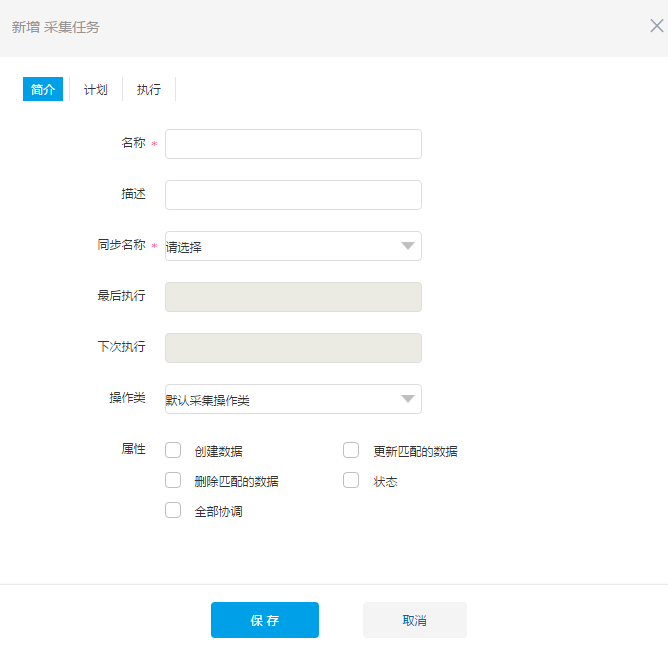 新增 采集任务
简介 计划 执行
名称 *
描述
同步名称 * 请选择
最后执行
下次执行
操作类 默认采集操作类
属性 创建数据 更新匹配的数据
删除匹配的数据 状态
全部协调
保存 取消